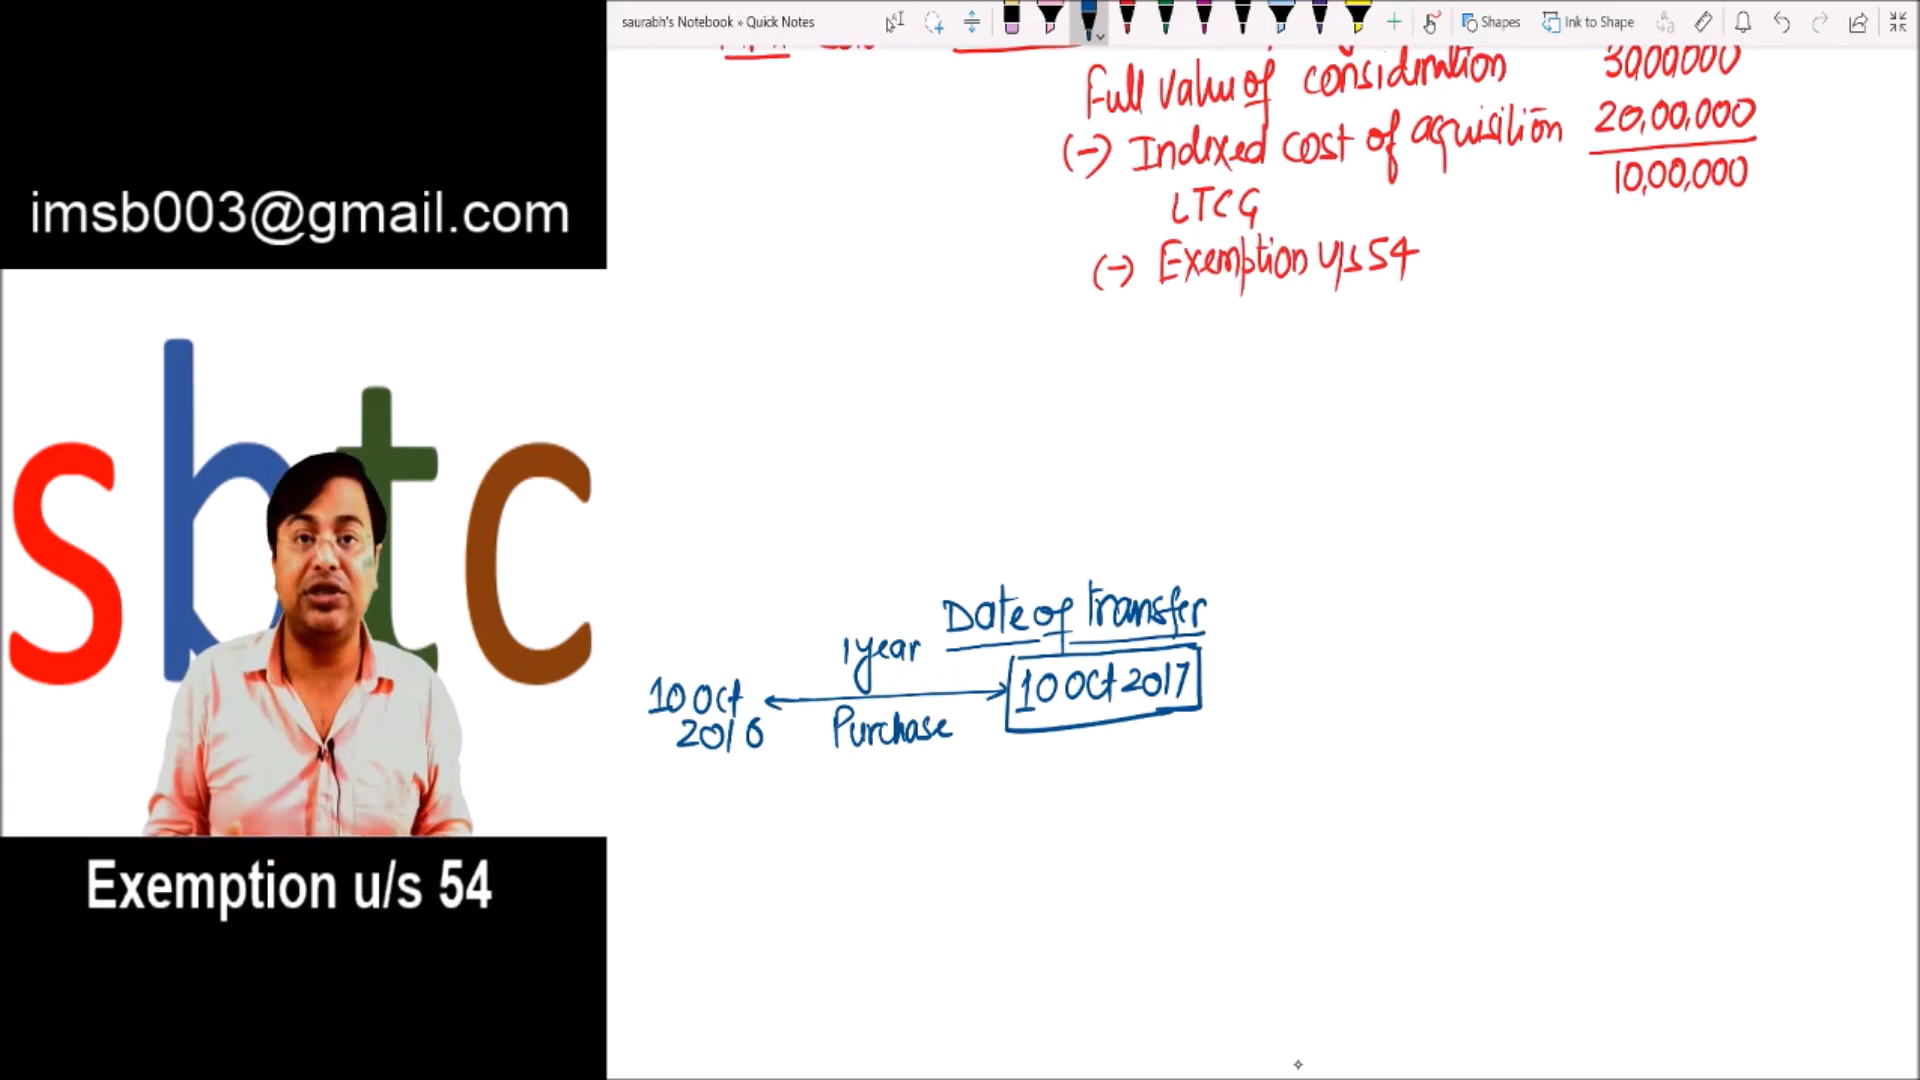 saurabh's Notebook » Quick Notes
Shapes
Ink to Shape
Full value of consideration 3000000
(-) Indexed cost of acquisition 20,00,000
LTCG 10,00,000
(-) Exemption u/s 54
imsb003@gmail.com
sbtc
Date of transfer
1 year
10 Oct 2016
10 Oct 2017
Purchase
Exemption u/s 54